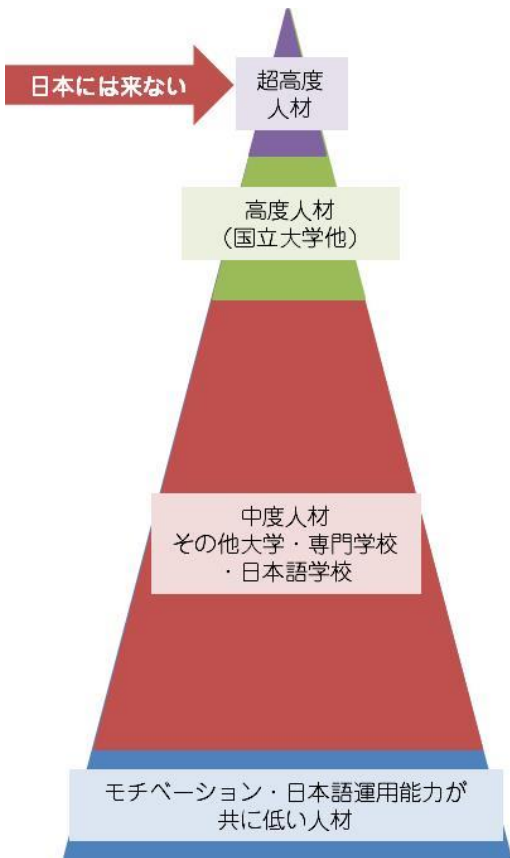 日本には来ない
超高度
人材
高度人材
（国立大学他）
中度人材
その他大学・専門学校
・日本語学校
モチベーション・日本語運用能力が
共に低い人材